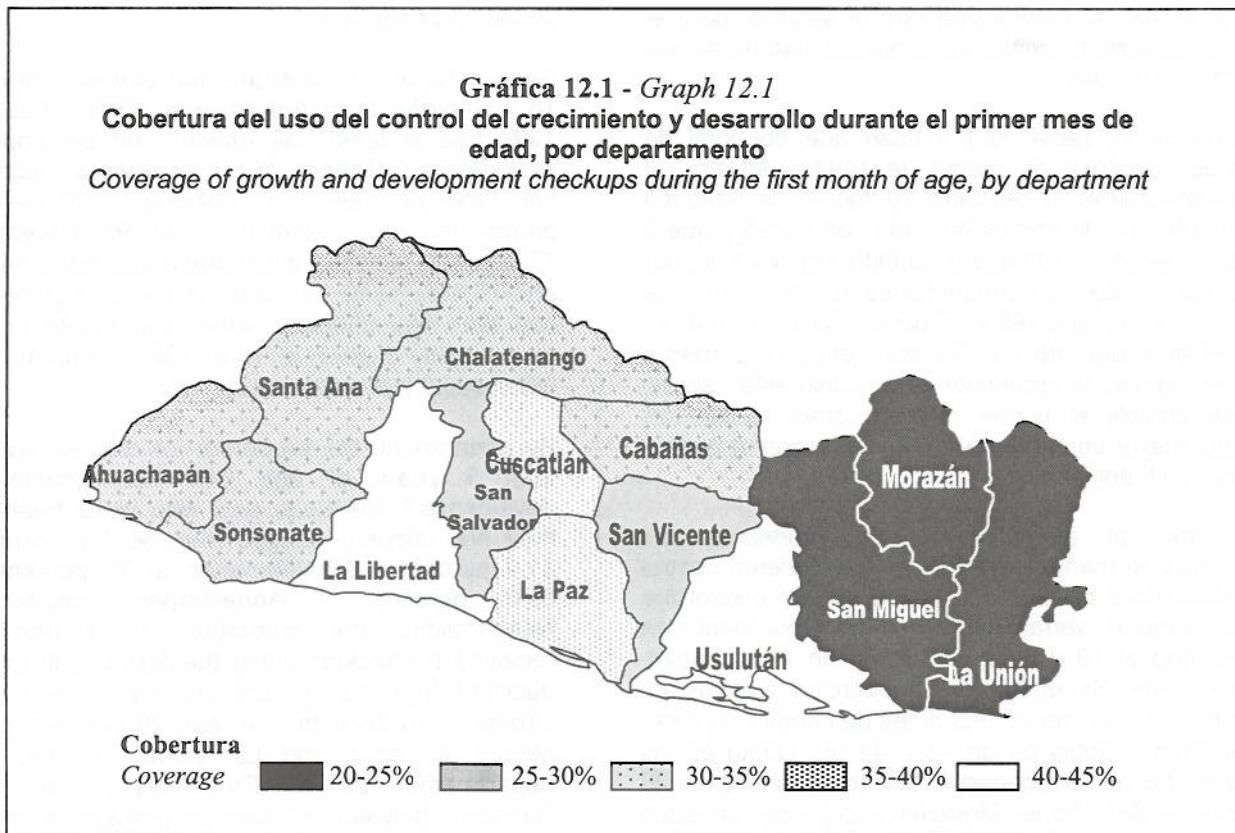 Gráfica 12.1 - Graph 12.1
Cobertura del uso del control del crecimiento y desarrollo durante el primer mes de
edad, por departamento
Coverage of growth and development checkups during the first month of age, by department
Chalatenango
Santa Ana
Cabañas
Cuscatlán
Morazán
Ahuachapán
San
Salvador
Sonsonate
San Vicente
La Libertad
La Paz
San Miguel
Usulután
La Unión
Cobertura
Coverage 20-25% 25-30% 30-35% 35-40% 40-45%